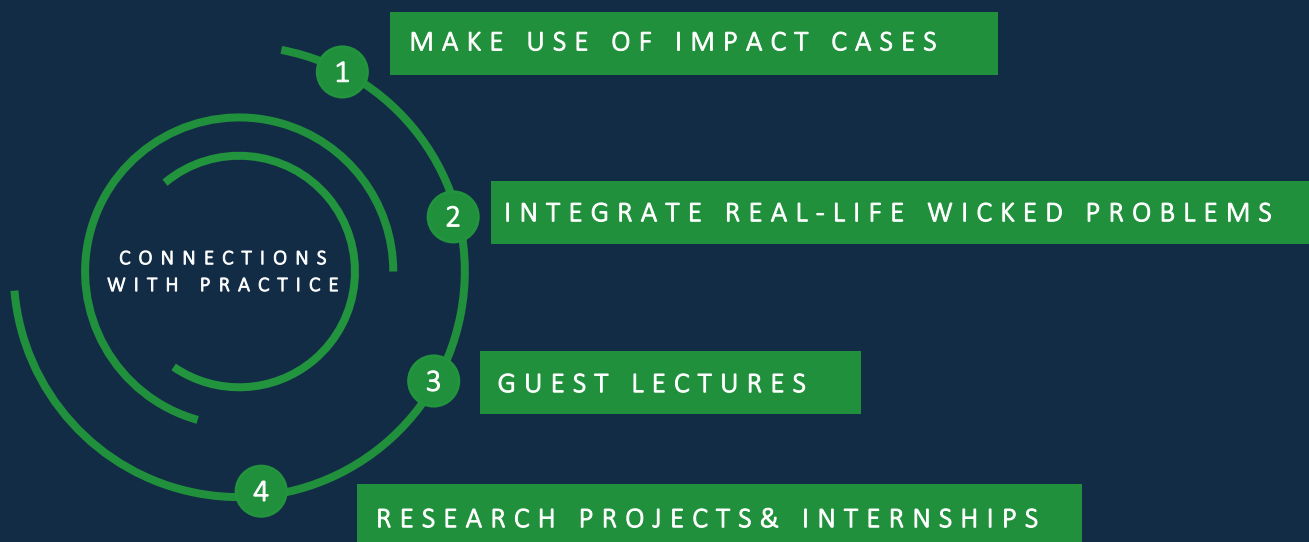 CONNECTIONS
WITH PRACTICE
1
MAKE USE OF IMPACT CASES
2
INTEGRATE REAL-LIFE WICKED PROBLEMS
3
GUEST LECTURES
4
RESEARCH PROJECTS& INTERNSHIPS